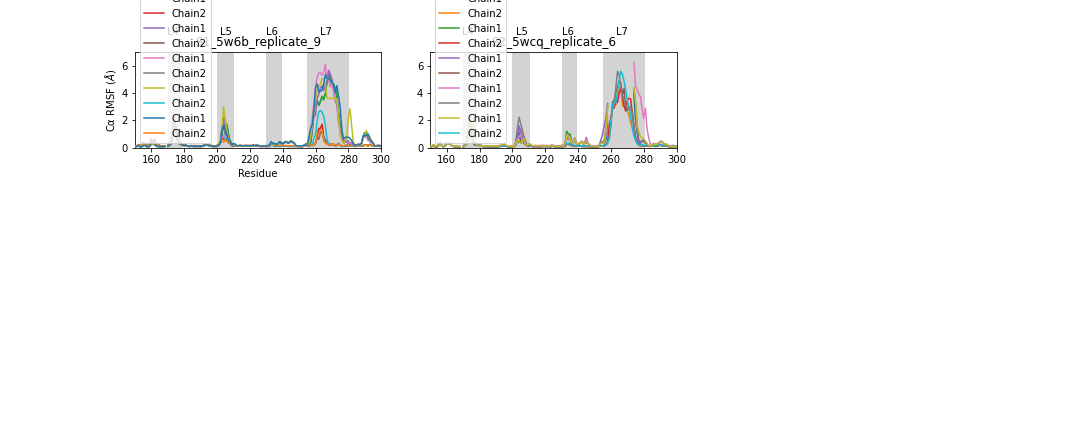 Chain2
Chain1
Chain2
Chain1
Chain2
Chain1
Chain2
Chain1
Chain2
L5 L6 L7
_5w6b_replicate_9
Cα RMSF (Å)
0 2 4 6
160 180 200 220 240 260 280 300
Residue
Chain2
Chain1
Chain2
Chain1
Chain2
Chain1
Chain2
Chain1
Chain2
L5 L6 L7
_5wcq_replicate_6
0 2 4 6
160 180 200 220 240 260 280 300